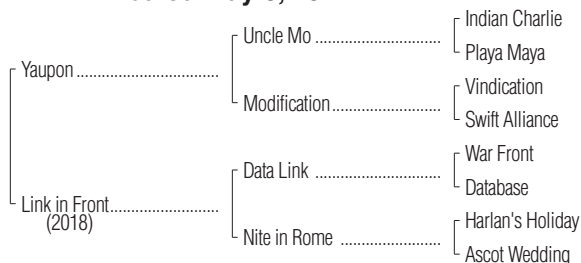 Indian Charlie
Uncle Mo
Playa Maya
Yaupon
Vindication
Modification
Swift Alliance
War Front
Data Link
Database
Link in Front
(2018)
Harlan's Holiday
Nite in Rome
Ascot Wedding